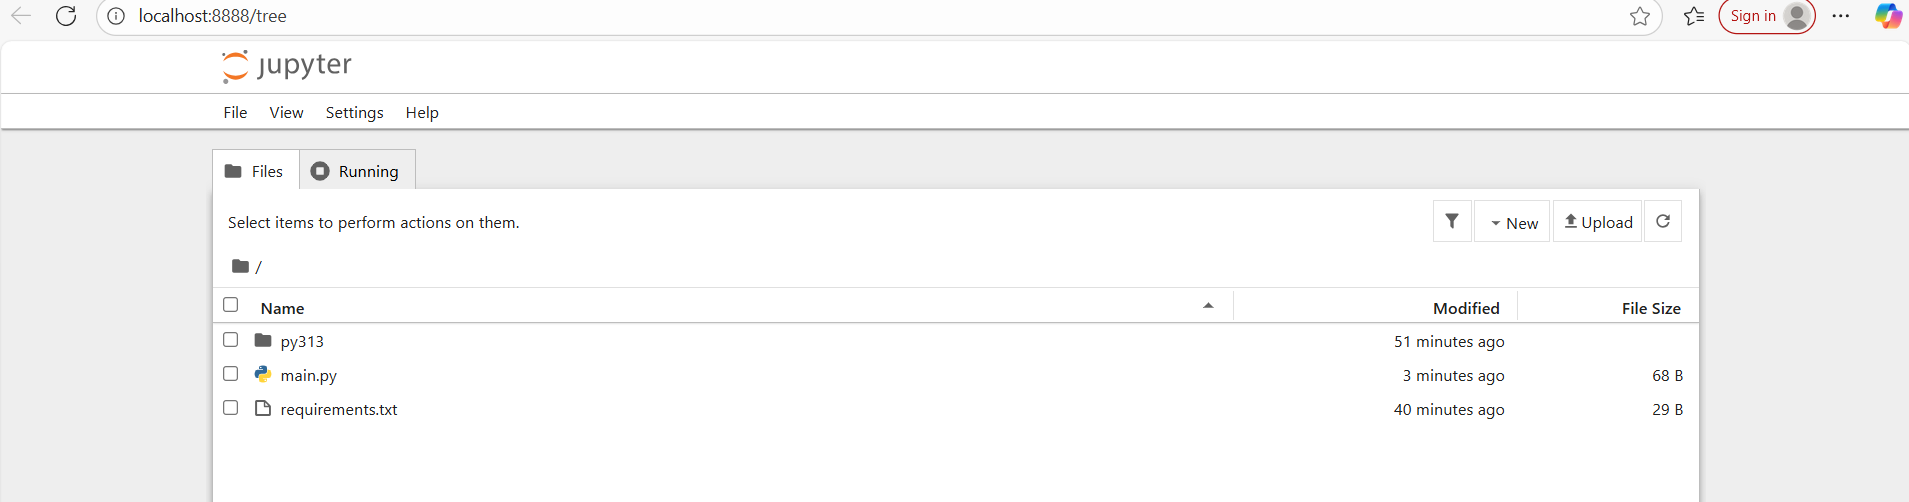 localhost:8888/tree
Sign in
jupyter
File View Settings Help
Files Running
Select items to perform actions on them.
New Upload
/
Name Modified File Size
py313 51 minutes ago
main.py 3 minutes ago 68 B
requirements.txt 40 minutes ago 29 B